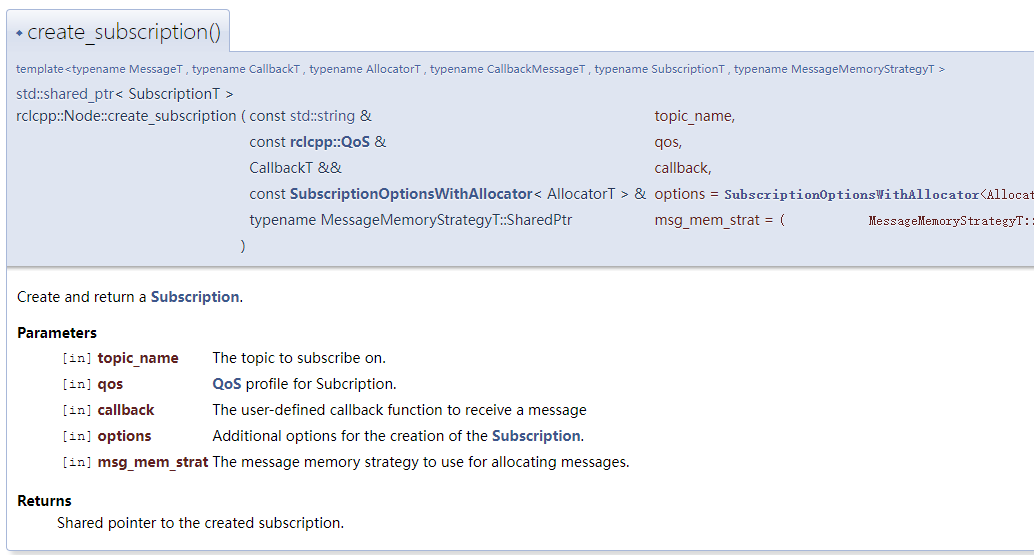 create_subscription()
template<typename MessageT , typename CallbackT , typename AllocatorT , typename CallbackMessageT , typename SubscriptionT , typename MessageMemoryStrategyT >
std::shared_ptr< SubscriptionT >
rclcpp::Node::create_subscription ( const std::string & topic_name,
const rclcpp::QoS & qos,
CallbackT && callback,
const SubscriptionOptionsWithAllocator< AllocatorT > & options = SubscriptionOptionsWithAllocator<Allocat
typename MessageMemoryStrategyT::SharedPtr msg_mem_strat = ( MessageMemoryStrategyT::
)
Create and return a Subscription.
Parameters
[in] topic_name The topic to subscribe on.
[in] qos QoS profile for Subcription.
[in] callback The user-defined callback function to receive a message
[in] options Additional options for the creation of the Subscription.
[in] msg_mem_strat The message memory strategy to use for allocating messages.
Returns
Shared pointer to the created subscription.